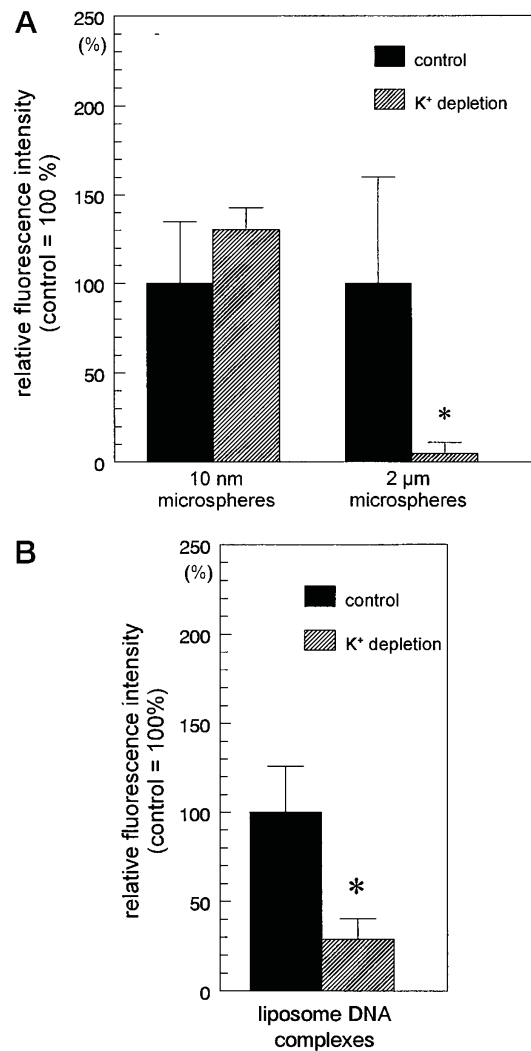 A
250
(%)
200
150
100
50
0
relative fluorescence intensity
(control = 100 %)
control
K⁺ depletion
*
10 nm
microspheres
2 µm
microspheres
B
250
(%)
200
150
100
50
0
relative fluorescence intensity
(control = 100%)
control
K⁺ depletion
*
liposome DNA
complexes